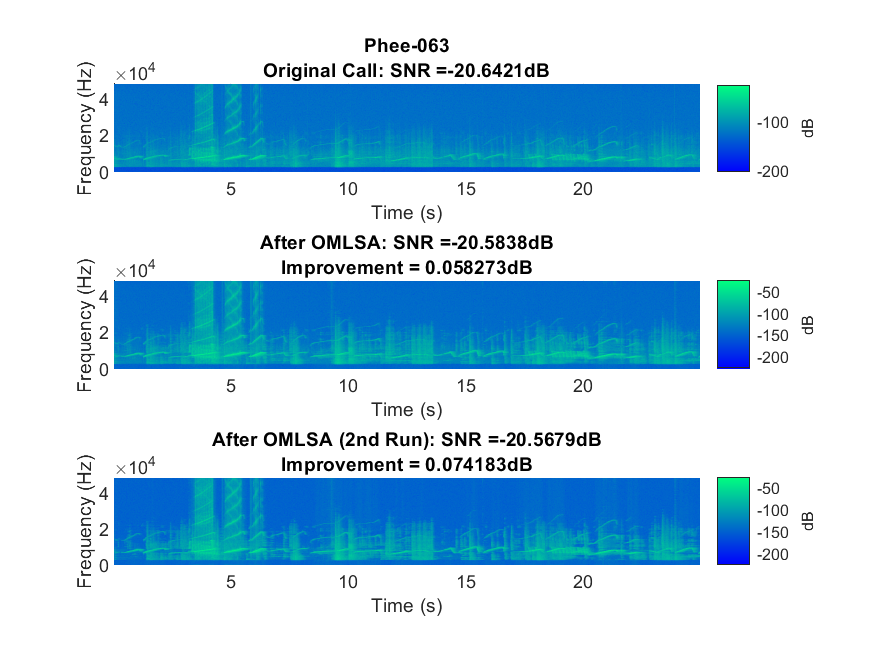 Phee-063
Original Call: SNR =-20.6421dB
×10^4
4
2
0
Frequency (Hz)
5
10
15
20
Time (s)
-100
-200
dB
After OMLSA: SNR =-20.5838dB
Improvement = 0.058273dB
×10^4
4
2
0
Frequency (Hz)
5
10
15
20
Time (s)
-50
-100
-150
-200
dB
After OMLSA (2nd Run): SNR =-20.5679dB
Improvement = 0.074183dB
×10^4
4
2
0
Frequency (Hz)
5
10
15
20
Time (s)
-50
-100
-150
-200
dB